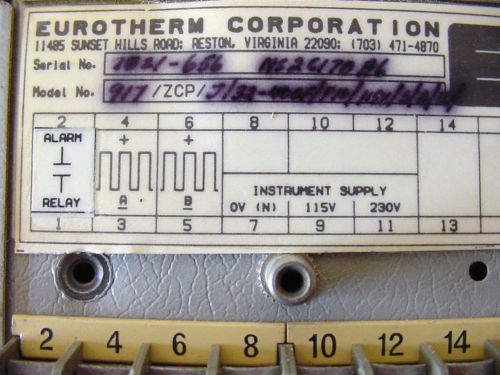 EUROTHERM CORPORATION
11485 SUNSET HILLS ROAD; RESTON, VIRGINIA 22090; (703) 471-4870
Serial No. -656
Model No. 917/ZCP/J/
2 4 6 8 10 12 14
ALARM + +
RELAY A B
INSTRUMENT SUPPLY
0V (N) 115V 230V
1 3 5 7 9 11 13
2 4 6 8 10 12 14